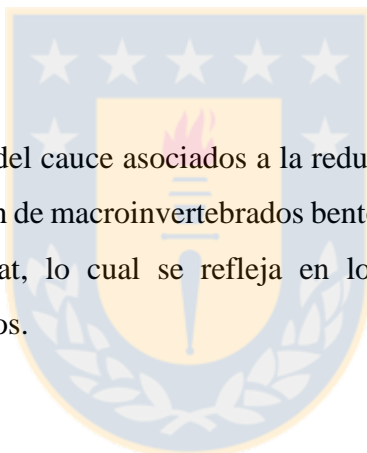 del cauce asociados a la redu
n de macroinvertebrados bent
at, lo cual se refleja en lo
os.